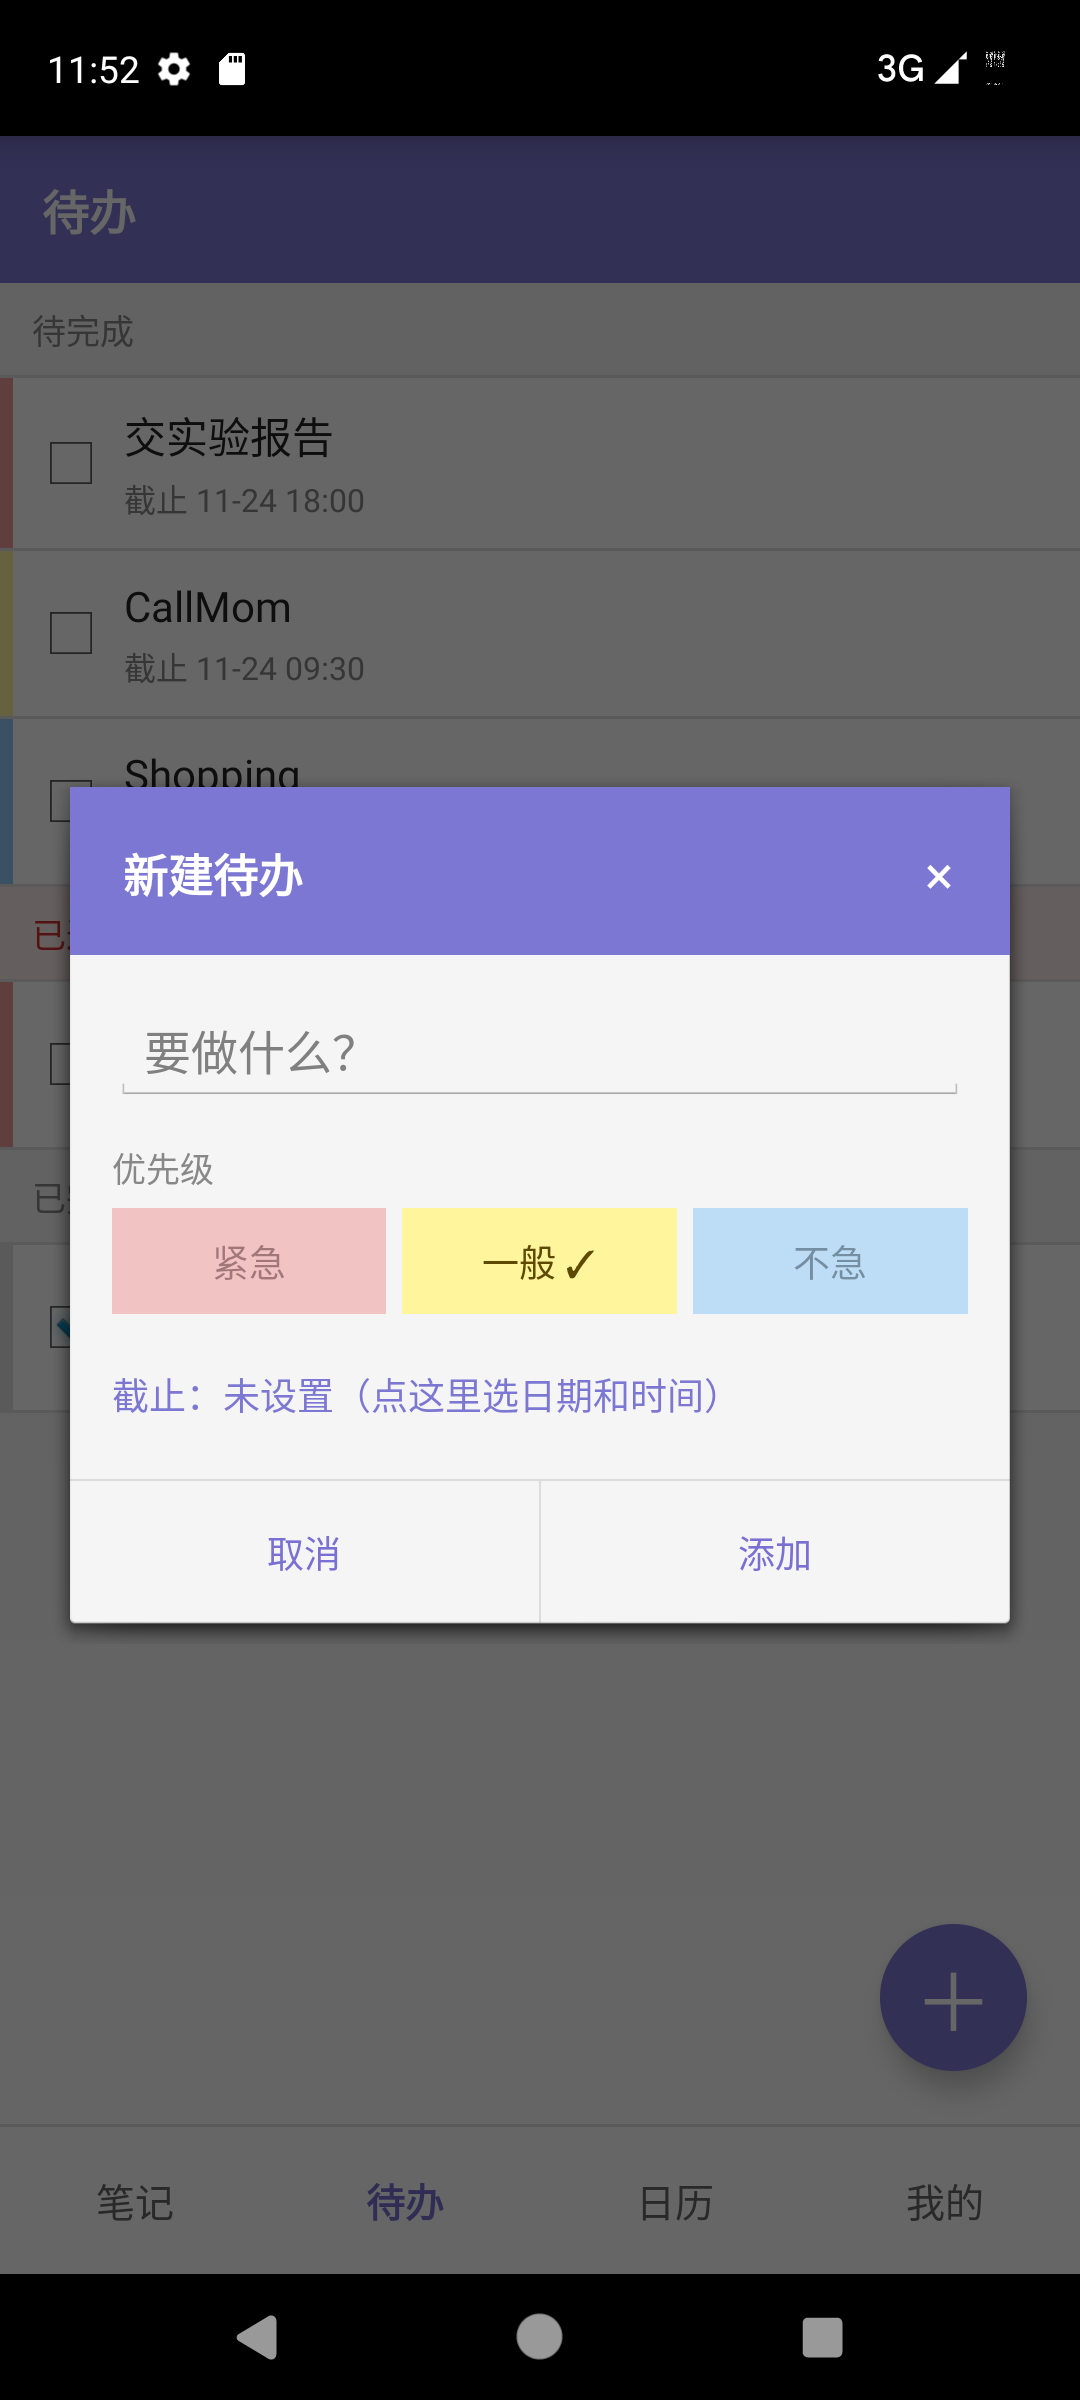 11:52
3G
待办
待完成
交实验报告
截止 11-24 18:00
CallMom
截止 11-24 09:30
Shopping
新建待办
×
要做什么？
优先级
紧急
一般 ✓
不急
截止：未设置（点这里选日期和时间）
取消
添加
笔记
待办
日历
我的